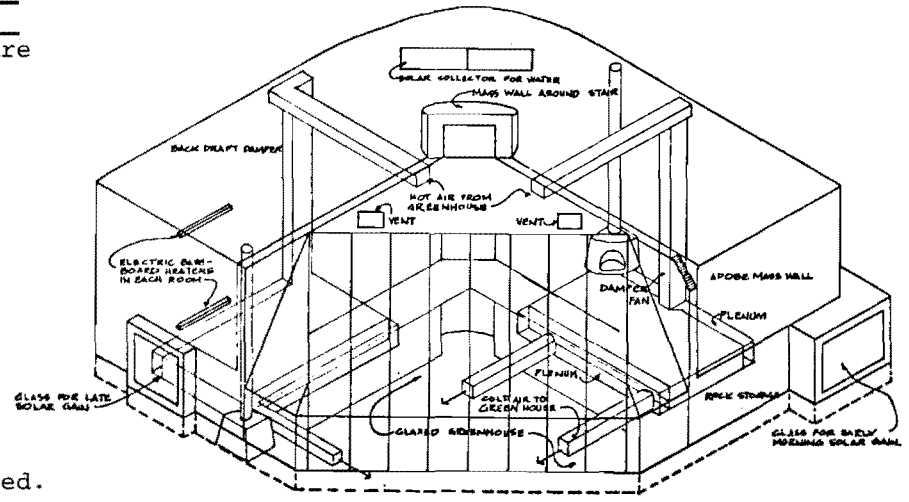 re
SOLAR COLLECTOR FOR WATER
MASS WALL AROUND STAIR
BACK DRAFT DAMPER
HOT AIR FROM
GREENHOUSE
VENT
VENT
ELECTRIC BASE-
BOARD HEATERS
IN EACH ROOM
DAMPER
FAN
ADOBE MASS WALL
PLENUM
PLENUM
GLASS FOR LATE
SOLAR GAIN
COLD AIR TO
GREEN HOUSE
ROCK STORAGE
GLAZED GREENHOUSE
GLASS FOR EARLY
MORNING SOLAR GAIN
ed.